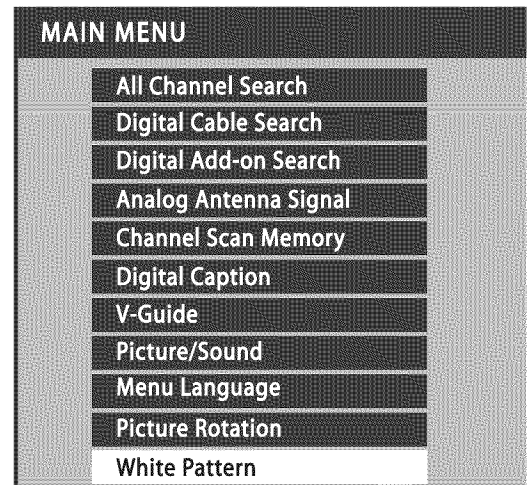 MAIN MENU
All Channel Search
Digital Cable Search
Digital Add-on Search
Analog Antenna Signal
Channel Scan Memory
Digital Caption
V-Guide
Picture/Sound
Menu Language
Picture Rotation
White Pattern